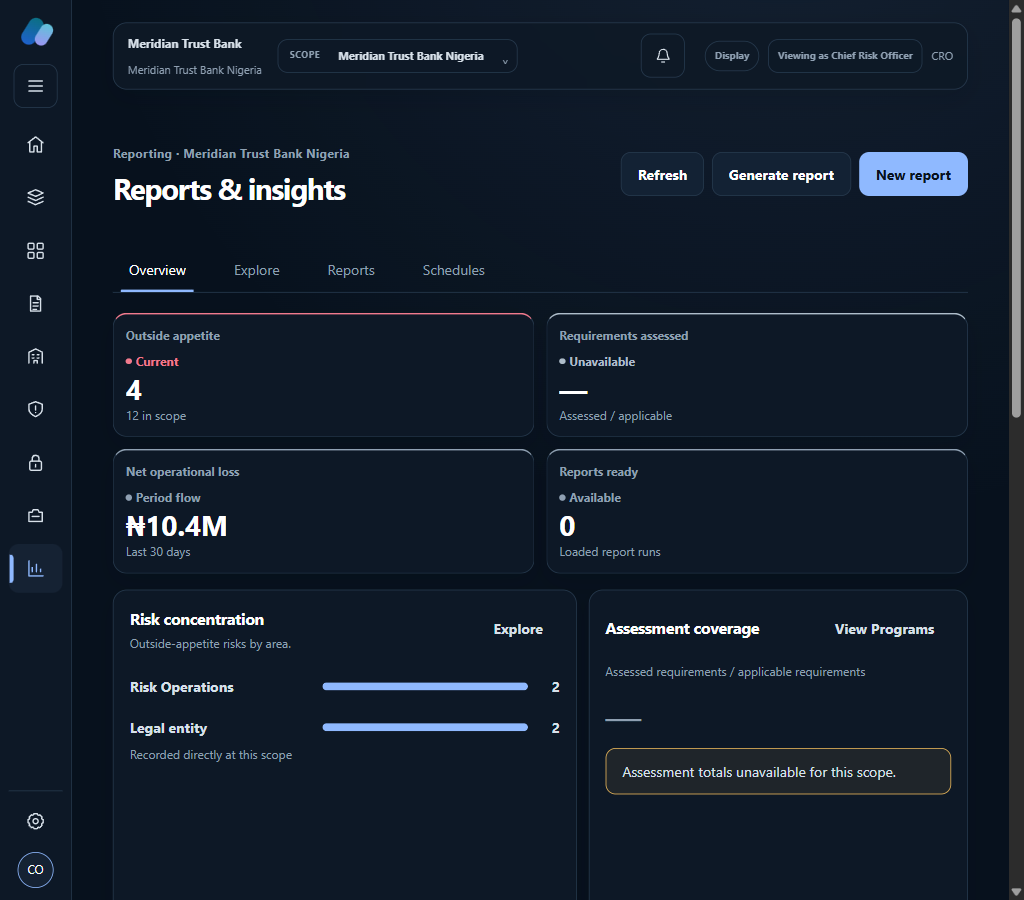 Meridian Trust Bank
Meridian Trust Bank Nigeria
SCOPE Meridian Trust Bank Nigeria
Display
Viewing as Chief Risk Officer
CRO
Reporting · Meridian Trust Bank Nigeria
Reports & insights
Refresh
Generate report
New report
Overview
Explore
Reports
Schedules
Outside appetite
Current
4
12 in scope
Requirements assessed
Unavailable
—
Assessed / applicable
Net operational loss
Period flow
₦10.4M
Last 30 days
Reports ready
Available
0
Loaded report runs
Risk concentration
Outside-appetite risks by area.
Explore
Risk Operations 2
Legal entity 2
Recorded directly at this scope
Assessment coverage
View Programs
Assessed requirements / applicable requirements
—
Assessment totals unavailable for this scope.
CO